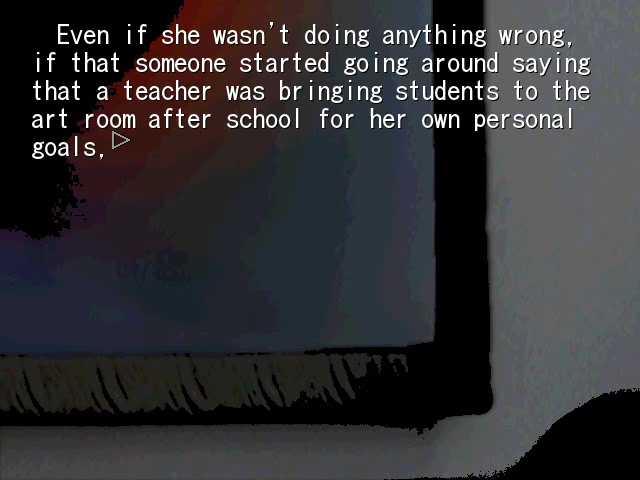 Even if she wasn't doing anything wrong,
if that someone started going around saying
that a teacher was bringing students to the
art room after school for her own personal
goals,